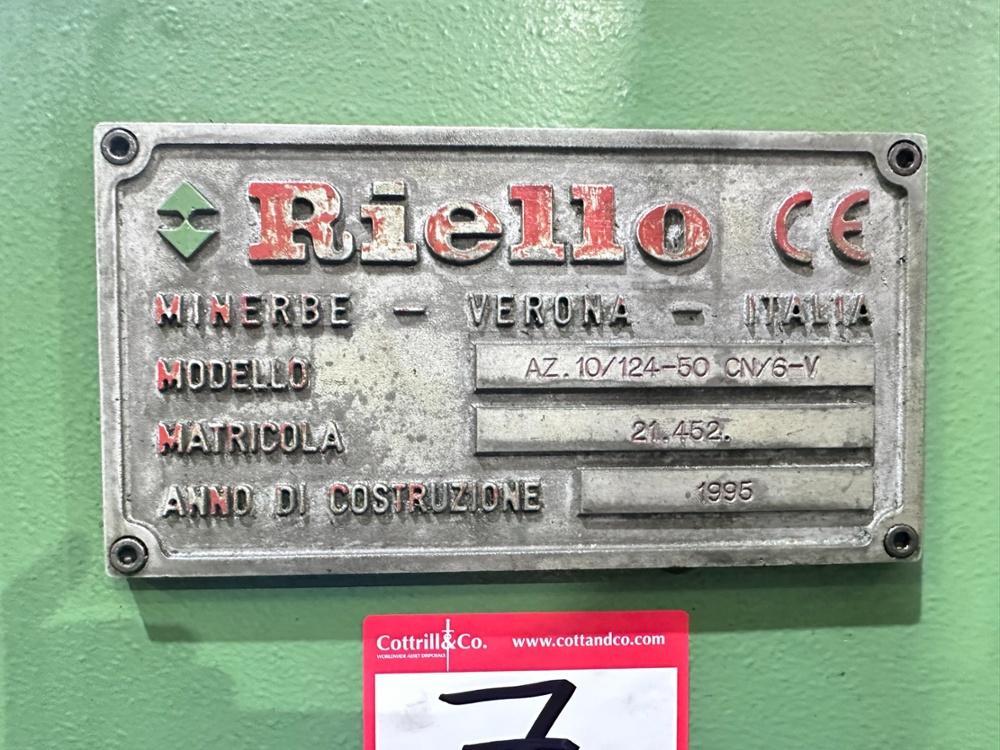 Riello CE
MINERBE - VERONA - ITALIA
MODELLO AZ.10/124-50 CN/6-V
MATRICOLA 21.452.
ANNO DI COSTRUZIONE 1995
Cottrill&Co. www.cottandco.com
WORLDWIDE ASSET DISPOSALS